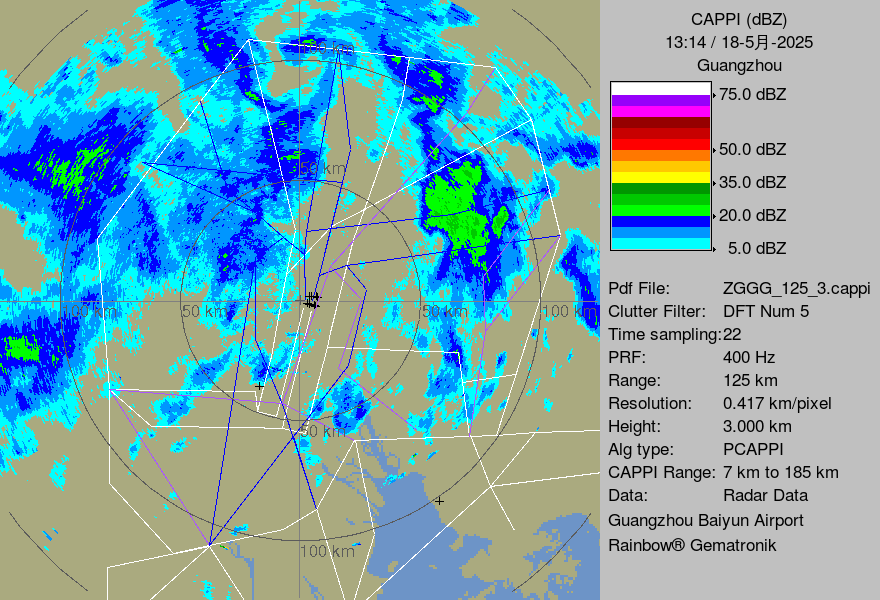 CAPPI (dBZ)
13:14 / 18-5月-2025
Guangzhou
75.0 dBZ
50.0 dBZ
35.0 dBZ
20.0 dBZ
5.0 dBZ
Pdf File: ZGGG_125_3.cappi
Clutter Filter: DFT Num 5
Time sampling:22
PRF: 400 Hz
Range: 125 km
Resolution: 0.417 km/pixel
Height: 3.000 km
Alg type: PCAPPI
CAPPI Range: 7 km to 185 km
Data: Radar Data
Guangzhou Baiyun Airport
Rainbow® Gematronik
100 km
50 km
100 km
50 km
50 km
100 km
50 km
100 km